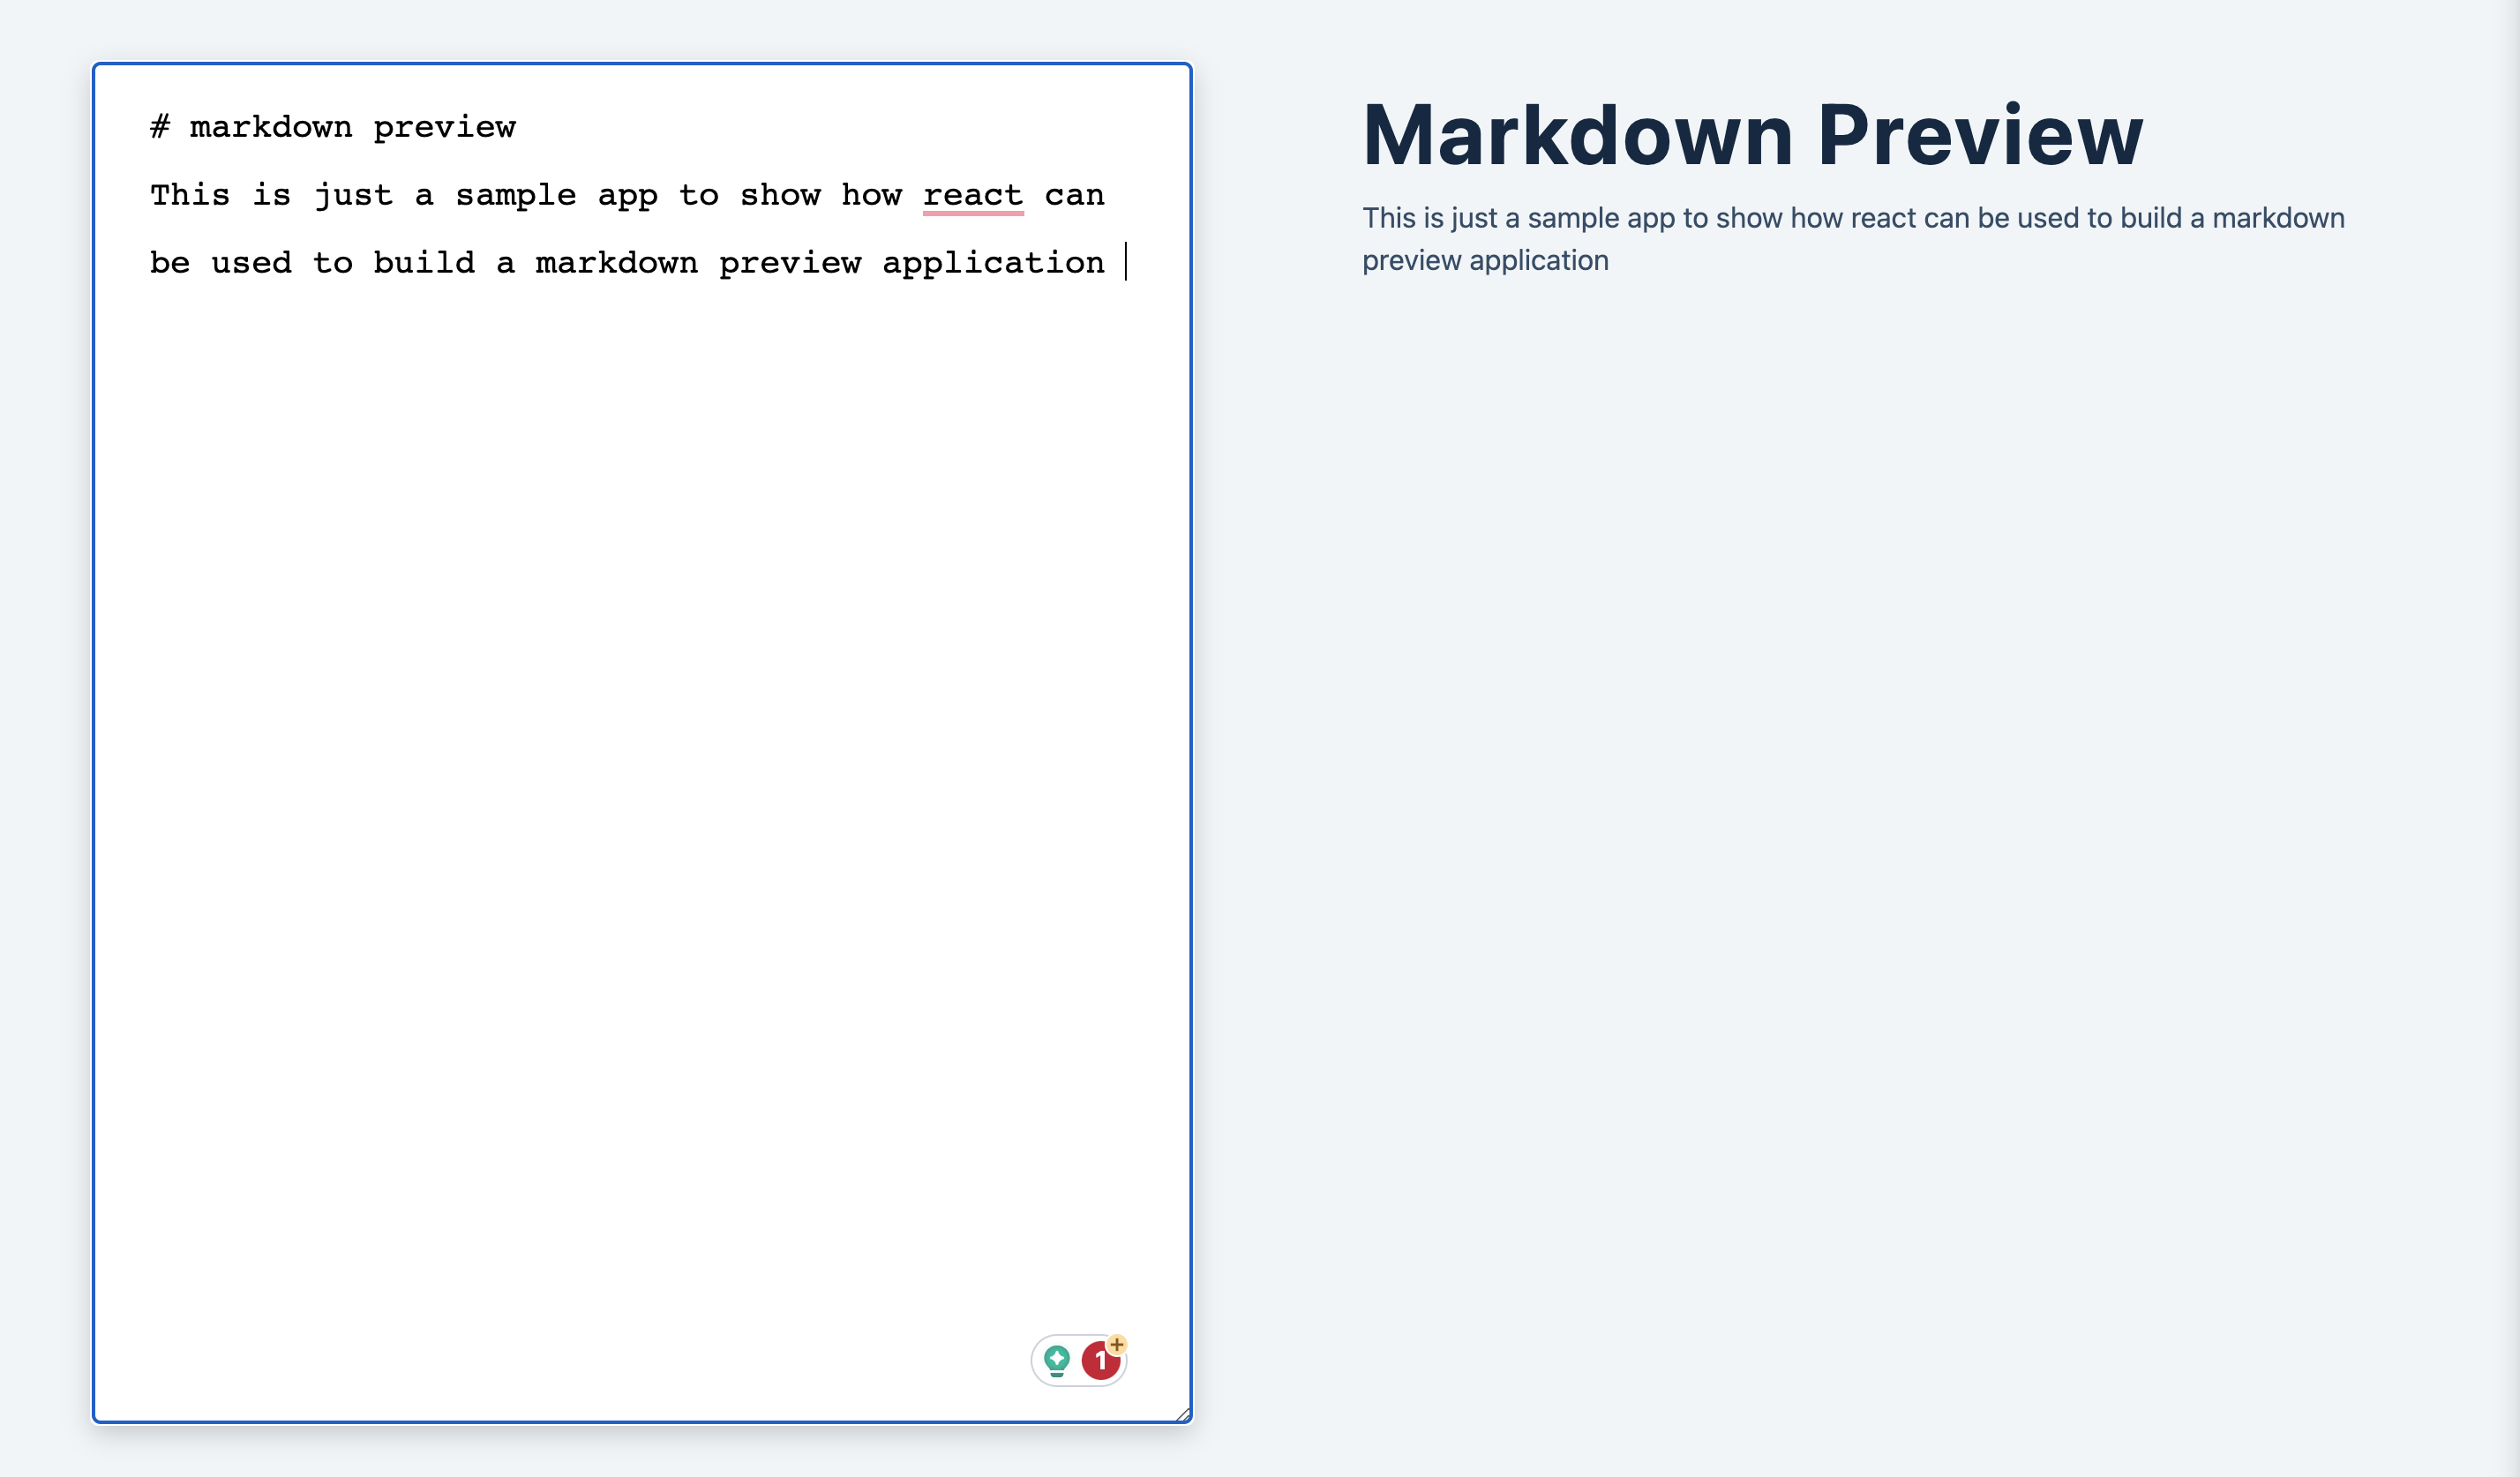 # markdown preview
This is just a sample app to show how react can
be used to build a markdown preview application
Markdown Preview
This is just a sample app to show how react can be used to build a markdown
preview application
1
+